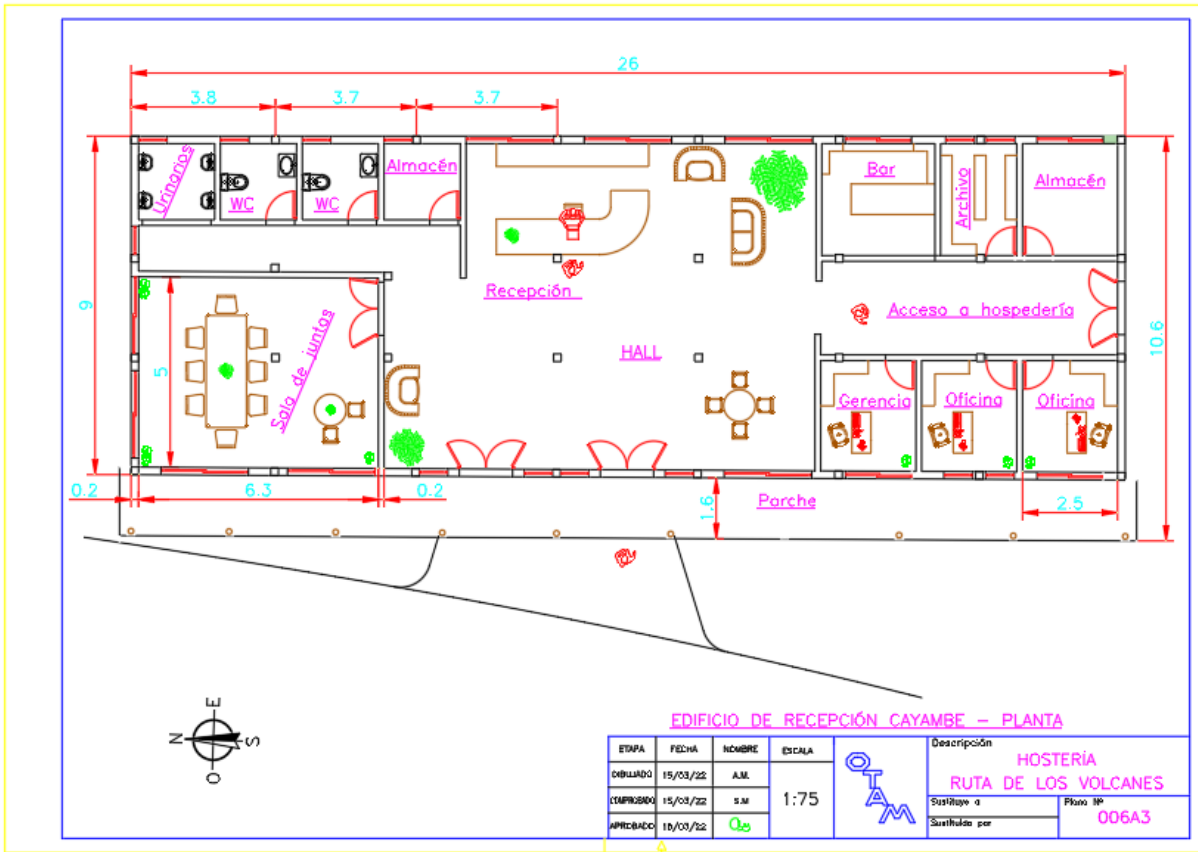 26
3.8
3.7
3.7
9
10.6
Urinarios
WC
WC
Almacén
Bar
Archivo
Almacén
Recepción
Acceso a hospedería
HALL
5
Sala de juntas
Gerencia
Oficina
Oficina
0.2
6.3
0.2
1.6
Parche
2.5
N
E
S
O
EDIFICIO DE RECEPCIÓN CAYAMBE – PLANTA
ETAPA
FECHA
NOMBRE
ESCALA
DIBUJADO
15/03/22
A.M.
COMPROBADO
15/03/22
S.M
APROBADO
18/03/22
1:75
OTAM
Descripción
HOSTERÍA
RUTA DE LOS VOLCANES
Sustituye a
Sustituido por
Plano Nº
006A3